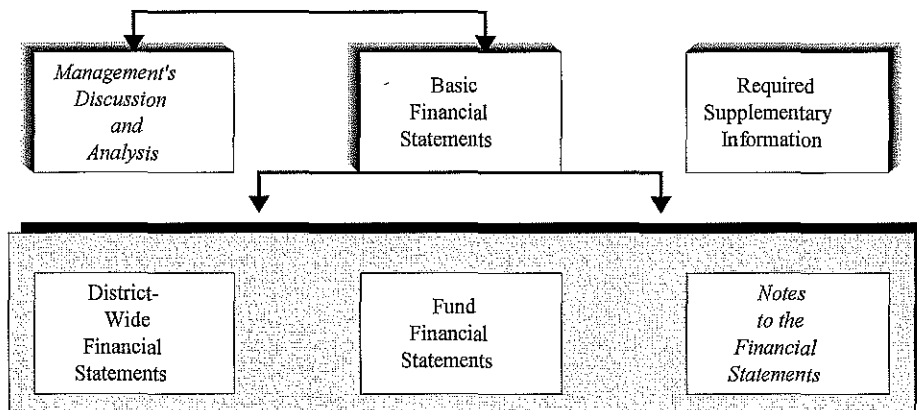 Management's
Discussion
and
Analysis
Basic
Financial
Statements
Required
Supplementary
Information
District-
Wide
Financial
Statements
Fund
Financial
Statements
Notes
to the
Financial
Statements